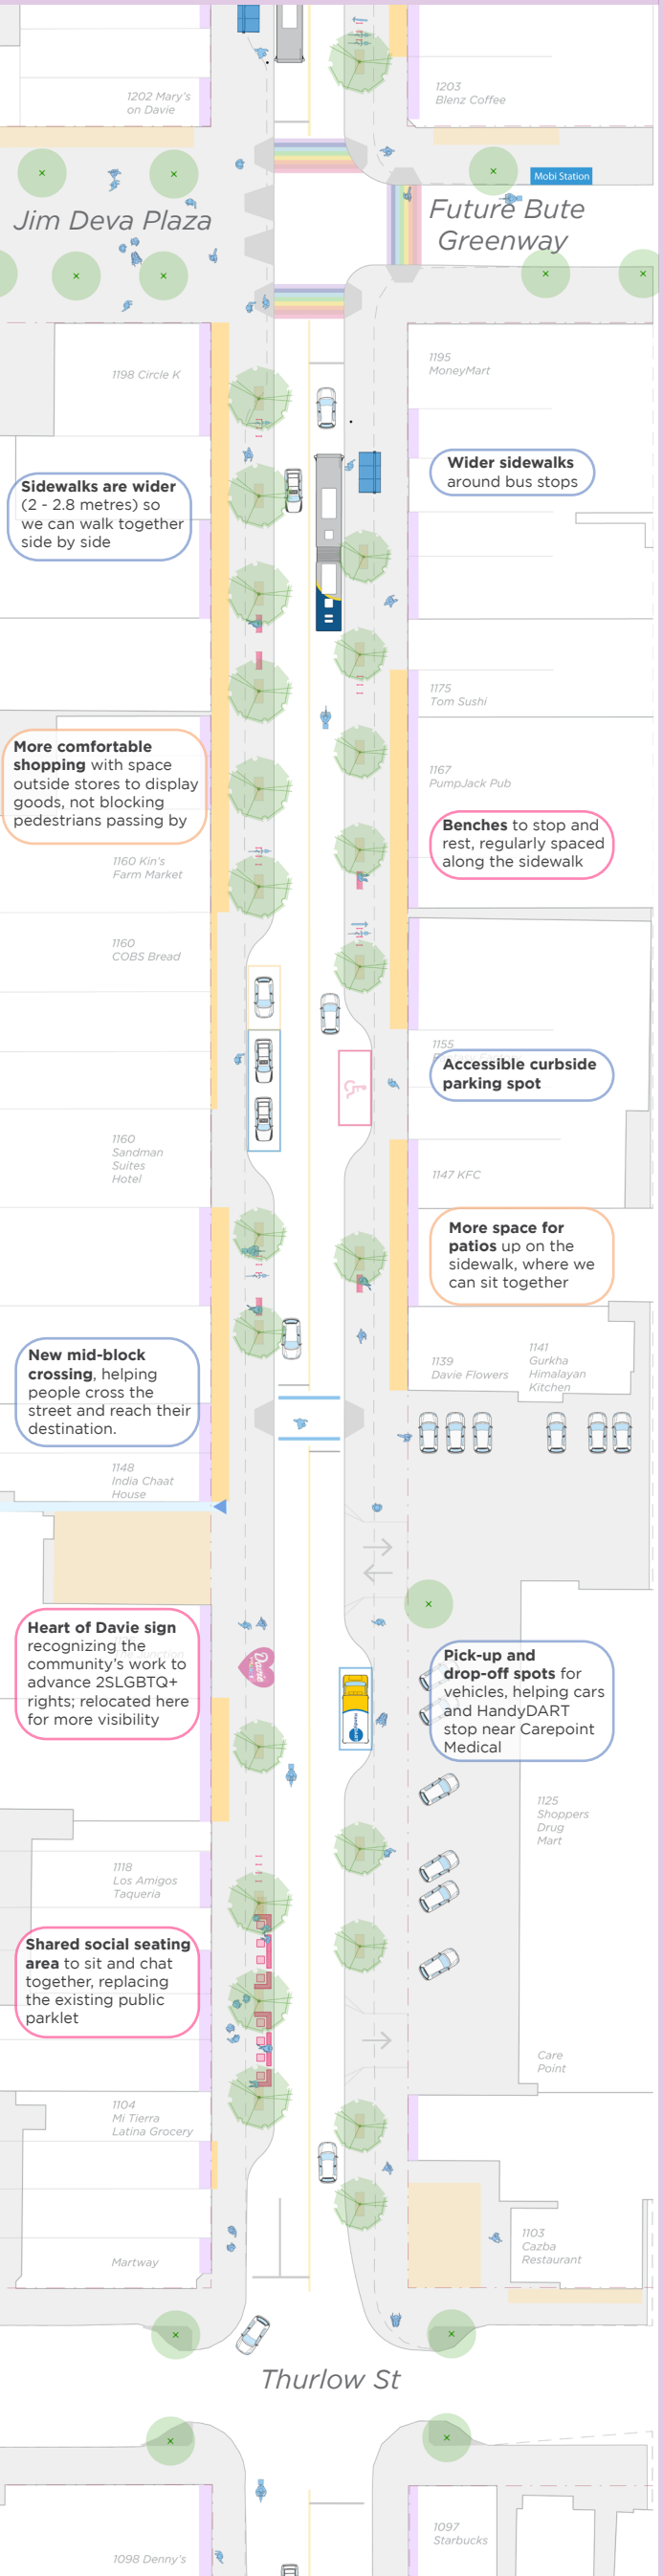 1202 Mary's
on Davie
1203
Blenz Coffee
Mobi Station
Jim Deva Plaza
Future Bute
Greenway
1198 Circle K
1195
MoneyMart
Sidewalks are wider
(2 - 2.8 metres) so
we can walk together
side by side
Wider sidewalks
around bus stops
1175
Tom Sushi
More comfortable
shopping with space
outside stores to display
goods, not blocking
pedestrians passing by
1167
PumpJack Pub
Benches to stop and
rest, regularly spaced
along the sidewalk
1160 Kin's
Farm Market
1160
COBS Bread
1155
Accessible curbside
parking spot
1160
Sandman
Suites
Hotel
1147 KFC
More space for
patios up on the
sidewalk, where we
can sit together
New mid-block
crossing, helping
people cross the
street and reach their
destination.
1139
Davie Flowers
1141
Gurkha
Himalayan
Kitchen
1148
India Chaat
House
Heart of Davie sign
recognizing the
community's work to
advance 2SLGBTQ+
rights; relocated here
for more visibility
Davie
Pick-up and
drop-off spots for
vehicles, helping cars
and HandyDART
stop near Carepoint
Medical
1125
Shoppers
Drug
Mart
1118
Los Amigos
Taqueria
Shared social seating
area to sit and chat
together, replacing
the existing public
parklet
Care
Point
1104
Mi Tierra
Latina Grocery
Martway
1103
Cazba
Restaurant
Thurlow St
1097
Starbucks
1098 Denny's